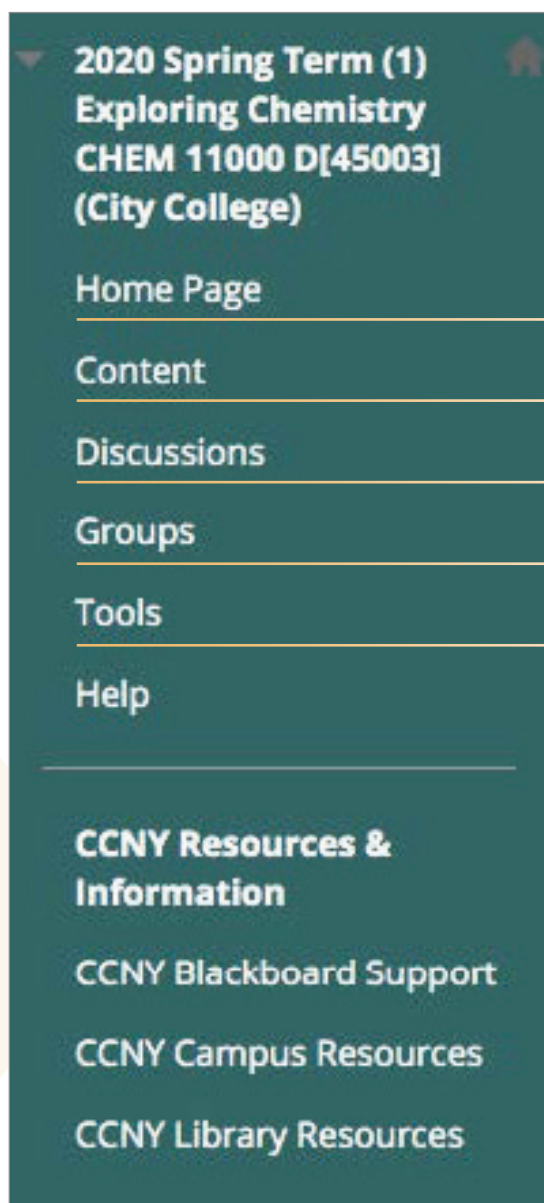 2020 Spring Term (1)
Exploring Chemistry
CHEM 11000 D[45003]
(City College)
Home Page
Content
Discussions
Groups
Tools
Help
CCNY Resources &
Information
CCNY Blackboard Support
CCNY Campus Resources
CCNY Library Resources